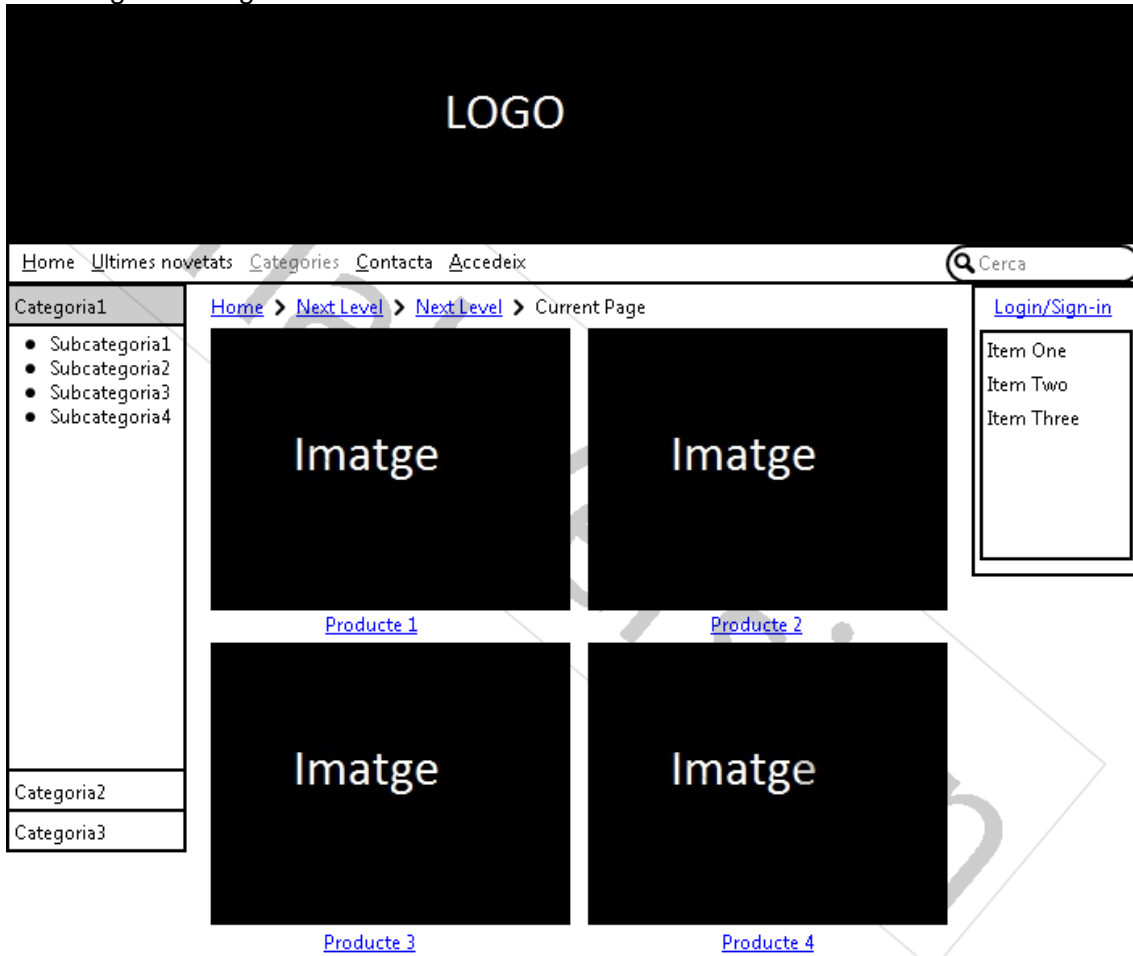 LOGO
Home Ultimes novetats Categories Contacta Accedeix
Cerca
Categoria1
Subcategoria1
Subcategoria2
Subcategoria3
Subcategoria4
Categoria2
Categoria3
Home > Next Level > Next Level > Current Page
Imatge
Imatge
Producte 1
Producte 2
Imatge
Imatge
Producte 3
Producte 4
Login/Sign-in
Item One
Item Two
Item Three